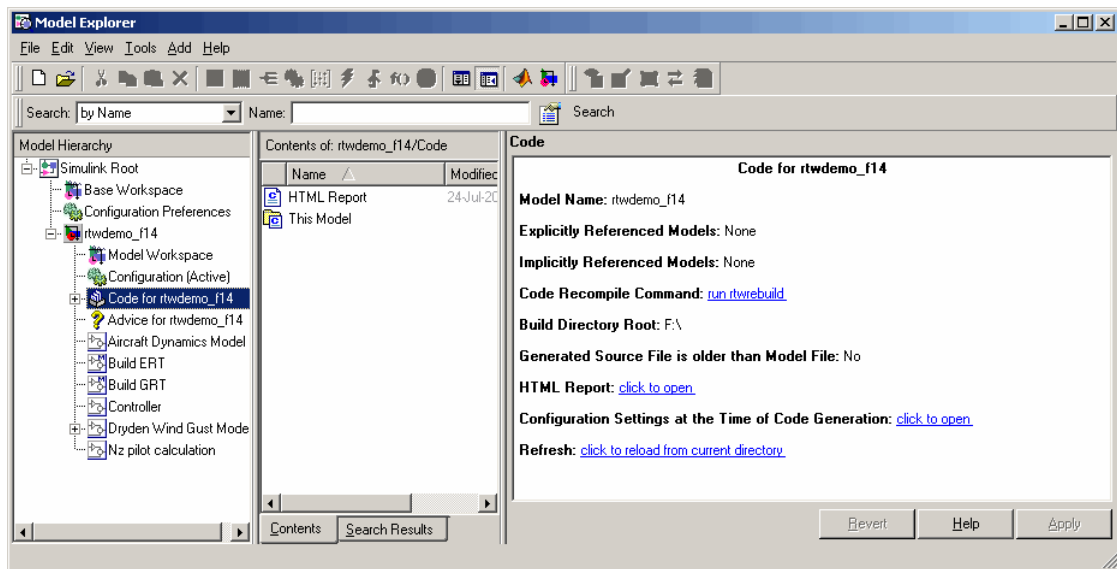 Model Explorer
File Edit View Tools Add Help
Search: by Name Name: Search
Model Hierarchy
Simulink Root
Base Workspace
Configuration Preferences
rtwdemo_f14
Model Workspace
Configuration (Active)
Code for rtwdemo_f14
Advice for rtwdemo_f14
Aircraft Dynamics Model
Build ERT
Build GRT
Controller
Dryden Wind Gust Mode
Nz pilot calculation
Contents of: rtwdemo_f14/Code
Name Modified
HTML Report 24-Jul-20
This Model
Contents Search Results
Code
Code for rtwdemo_f14
Model Name: rtwdemo_f14
Explicitly Referenced Models: None
Implicitly Referenced Models: None
Code Recompile Command: run rtwrebuild
Build Directory Root: F:\
Generated Source File is older than Model File: No
HTML Report: click to open
Configuration Settings at the Time of Code Generation: click to open
Refresh: click to reload from current directory
Revert Help Apply